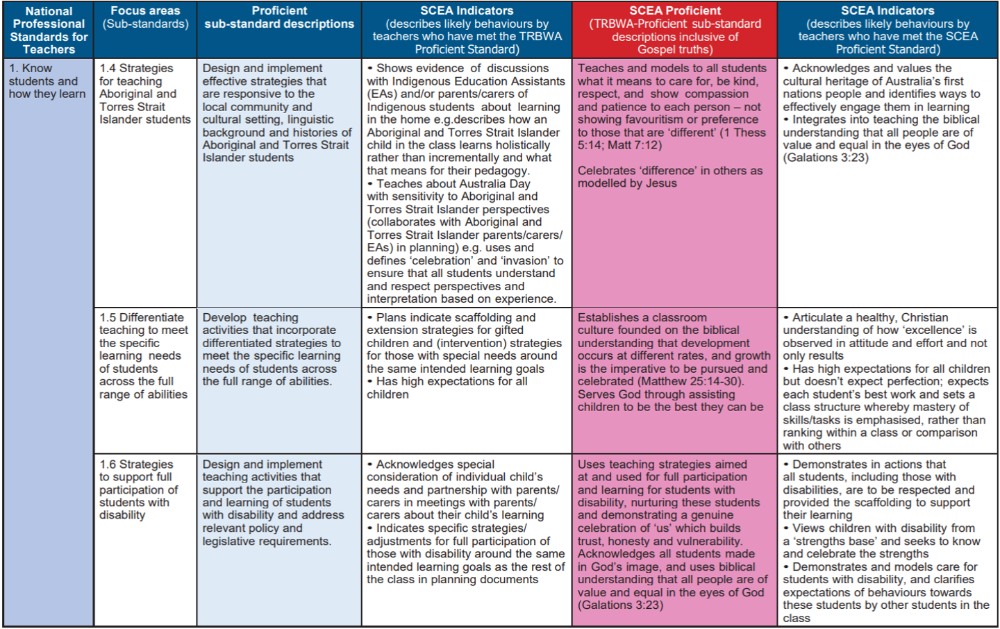 National
Professional
Standards for
Teachers
Focus areas
(Sub-standards)
Proficient
sub-standard descriptions
SCEA Indicators
(describes likely behaviours by
teachers who have met the TRBWA
Proficient Standard)
SCEA Proficient
(TRBWA-Proficient sub-standard
descriptions inclusive of
Gospel truths)
SCEA Indicators
(describes likely behaviours by
teachers who have met the SCEA
Proficient Standard)
1. Know
students and
how they learn
1.4 Strategies
for teaching
Aboriginal and
Torres Strait
Islander students
Design and implement
effective strategies that
are responsive to the
local community and
cultural setting, linguistic
background and histories of
Aboriginal and Torres Strait
Islander students
• Shows evidence of discussions
with Indigenous Education Assistants
(EAs) and/or parents/carers of
Indigenous students about learning
in the home e.g.describes how an
Aboriginal and Torres Strait Islander
child in the class learns holistically
rather than incrementally and what
that means for their pedagogy.
• Teaches about Australia Day
with sensitivity to Aboriginal and
Torres Strait Islander perspectives
(collaborates with Aboriginal and
Torres Strait Islander parents/carers/
EAs) in planning) e.g. uses and
defines ‘celebration’ and ‘invasion’ to
ensure that all students understand
and respect perspectives and
interpretation based on experience.
Teaches and models to all students
what it means to care for, be kind,
respect, and show compassion
and patience to each person – not
showing favouritism or preference
to those that are ‘different’ (1 Thess
5:14; Matt 7:12)
Celebrates ‘difference’ in others as
modelled by Jesus
• Acknowledges and values the
cultural heritage of Australia’s first
nations people and identifies ways to
effectively engage them in learning
• Integrates into teaching the biblical
understanding that all people are of
value and equal in the eyes of God
(Galations 3:23)
1.5 Differentiate
teaching to meet
the specific
learning needs
of students
across the full
range of abilities
Develop teaching
activities that incorporate
differentiated strategies to
meet the specific learning
needs of students across
the full range of abilities.
• Plans indicate scaffolding and
extension strategies for gifted
children and (intervention) strategies
for those with special needs around
the same intended learning goals
• Has high expectations for all
children
Establishes a classroom
culture founded on the biblical
understanding that development
occurs at different rates, and growth
is the imperative to be pursued and
celebrated (Matthew 25:14-30).
Serves God through assisting
children to be the best they can be
• Articulate a healthy, Christian
understanding of how ‘excellence’ is
observed in attitude and effort and not
only results
• Has high expectations for all children
but doesn’t expect perfection; expects
each student’s best work and sets a
class structure whereby mastery of
skills/tasks is emphasised, rather than
ranking within a class or comparison
with others
1.6 Strategies
to support full
participation of
students with
disability
Design and implement
teaching activities that
support the participation
and learning of students
with disability and address
relevant policy and
legislative requirements.
• Acknowledges special
consideration of individual child’s
needs and partnership with parents/
carers in meetings with parents/
carers about their child’s learning
• Indicates specific strategies/
adjustments for full participation of
those with disability around the same
intended learning goals as the rest of
the class in planning documents
Uses teaching strategies aimed
at and used for full participation
and learning for students with
disability, nurturing these students
and demonstrating a genuine
celebration of ‘us’ which builds
trust, honesty and vulnerability.
Acknowledges all students made
in God’s image, and uses biblical
understanding that all people are of
value and equal in the eyes of God
(Galations 3:23)
• Demonstrates in actions that
all students, including those with
disabilities, are to be respected and
provided the scaffolding to support
their learning
• Views children with disability from
a ‘strengths base’ and seeks to know
and celebrate the strengths
• Demonstrates and models care for
students with disability, and clarifies
expectations of behaviours towards
these students by other students in the
class